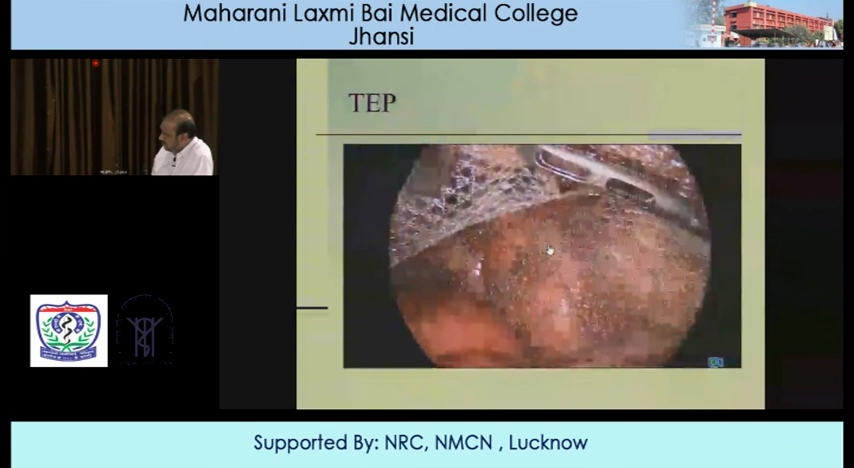 Maharani Laxmi Bai Medical College
Jhansi
TEP
Supported By: NRC, NMCN , Lucknow